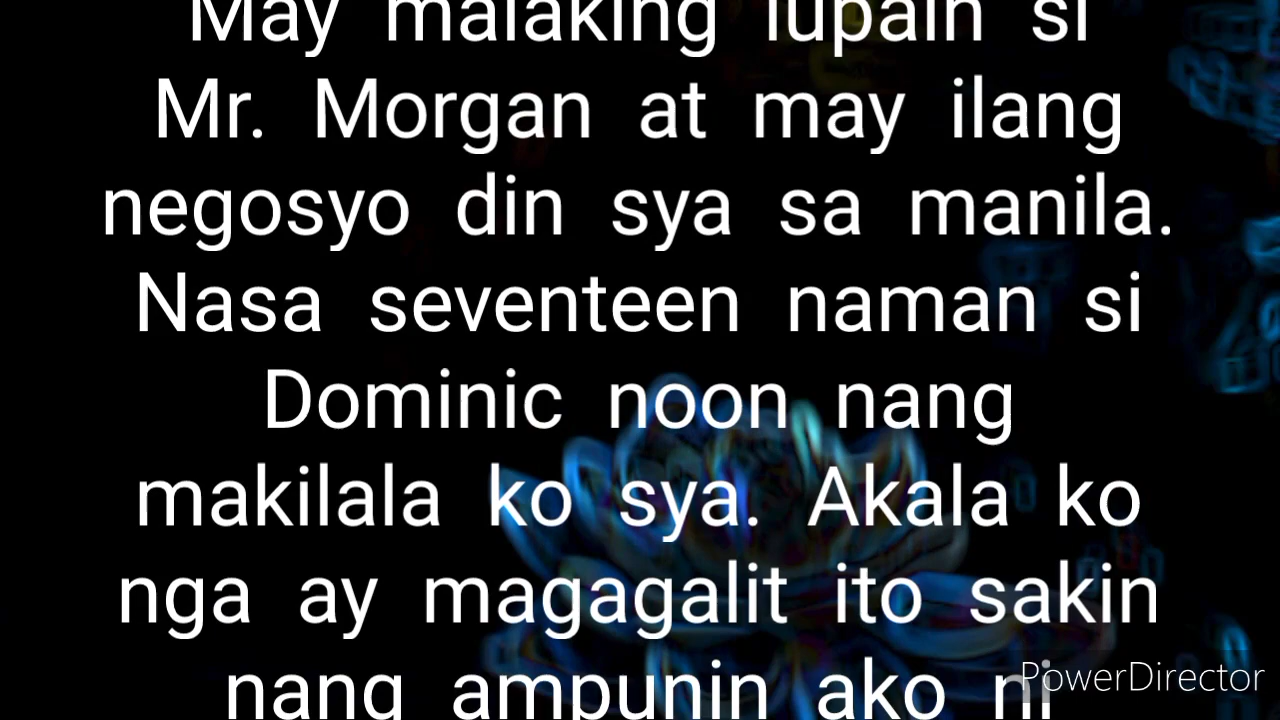 May malaking lupain si
Mr. Morgan at may ilang
negosyo din sya sa manila.
Nasa seventeen naman si
Dominic noon nang
makilala ko sya. Akala ko
nga ay magagalit ito sakin
nang ampunin ako ni
PowerDirector